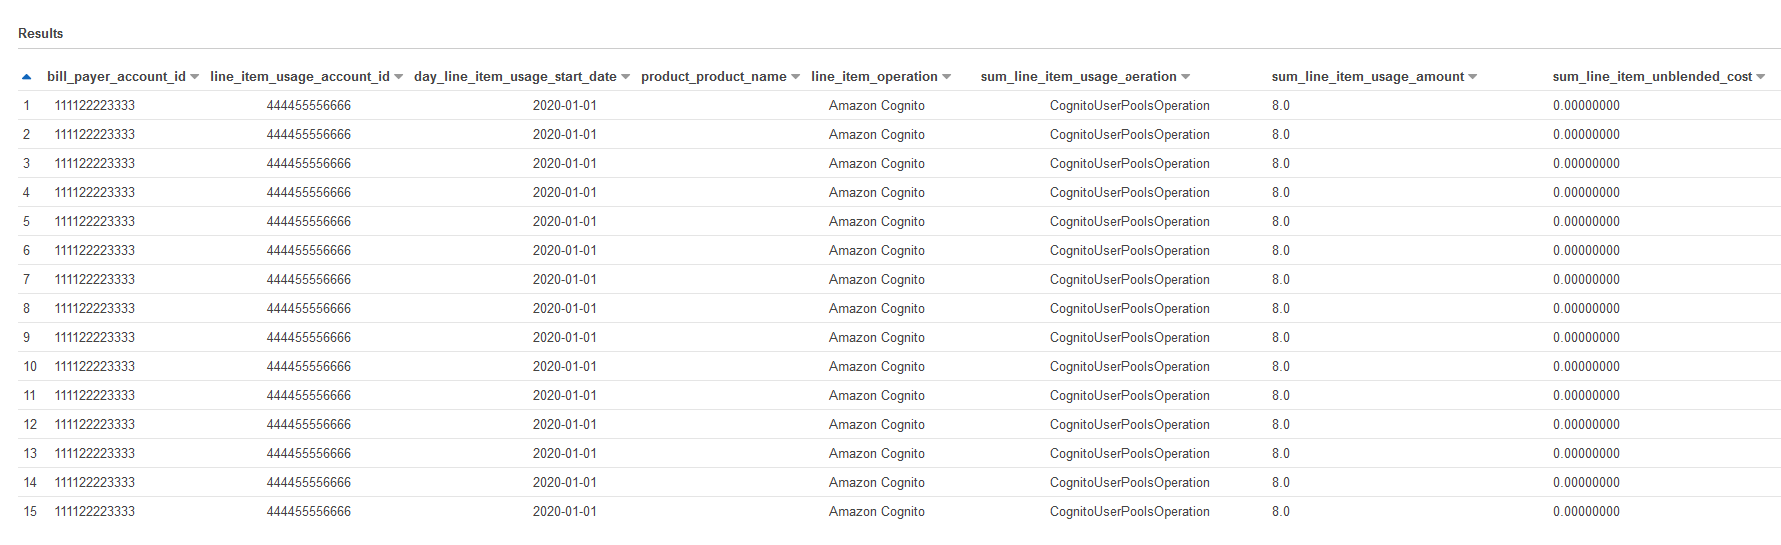 Results
bill_payer_account_id line_item_usage_account_id day_line_item_usage_start_date product_product_name line_item_operation sum_line_item_usage_aeration sum_line_item_usage_amount sum_line_item_unblended_cost
1 111122223333 444455556666 2020-01-01 Amazon Cognito CognitoUserPoolsOperation 8.0 0.00000000
2 111122223333 444455556666 2020-01-01 Amazon Cognito CognitoUserPoolsOperation 8.0 0.00000000
3 111122223333 444455556666 2020-01-01 Amazon Cognito CognitoUserPoolsOperation 8.0 0.00000000
4 111122223333 444455556666 2020-01-01 Amazon Cognito CognitoUserPoolsOperation 8.0 0.00000000
5 111122223333 444455556666 2020-01-01 Amazon Cognito CognitoUserPoolsOperation 8.0 0.00000000
6 111122223333 444455556666 2020-01-01 Amazon Cognito CognitoUserPoolsOperation 8.0 0.00000000
7 111122223333 444455556666 2020-01-01 Amazon Cognito CognitoUserPoolsOperation 8.0 0.00000000
8 111122223333 444455556666 2020-01-01 Amazon Cognito CognitoUserPoolsOperation 8.0 0.00000000
9 111122223333 444455556666 2020-01-01 Amazon Cognito CognitoUserPoolsOperation 8.0 0.00000000
10 111122223333 444455556666 2020-01-01 Amazon Cognito CognitoUserPoolsOperation 8.0 0.00000000
11 111122223333 444455556666 2020-01-01 Amazon Cognito CognitoUserPoolsOperation 8.0 0.00000000
12 111122223333 444455556666 2020-01-01 Amazon Cognito CognitoUserPoolsOperation 8.0 0.00000000
13 111122223333 444455556666 2020-01-01 Amazon Cognito CognitoUserPoolsOperation 8.0 0.00000000
14 111122223333 444455556666 2020-01-01 Amazon Cognito CognitoUserPoolsOperation 8.0 0.00000000
15 111122223333 444455556666 2020-01-01 Amazon Cognito CognitoUserPoolsOperation 8.0 0.00000000